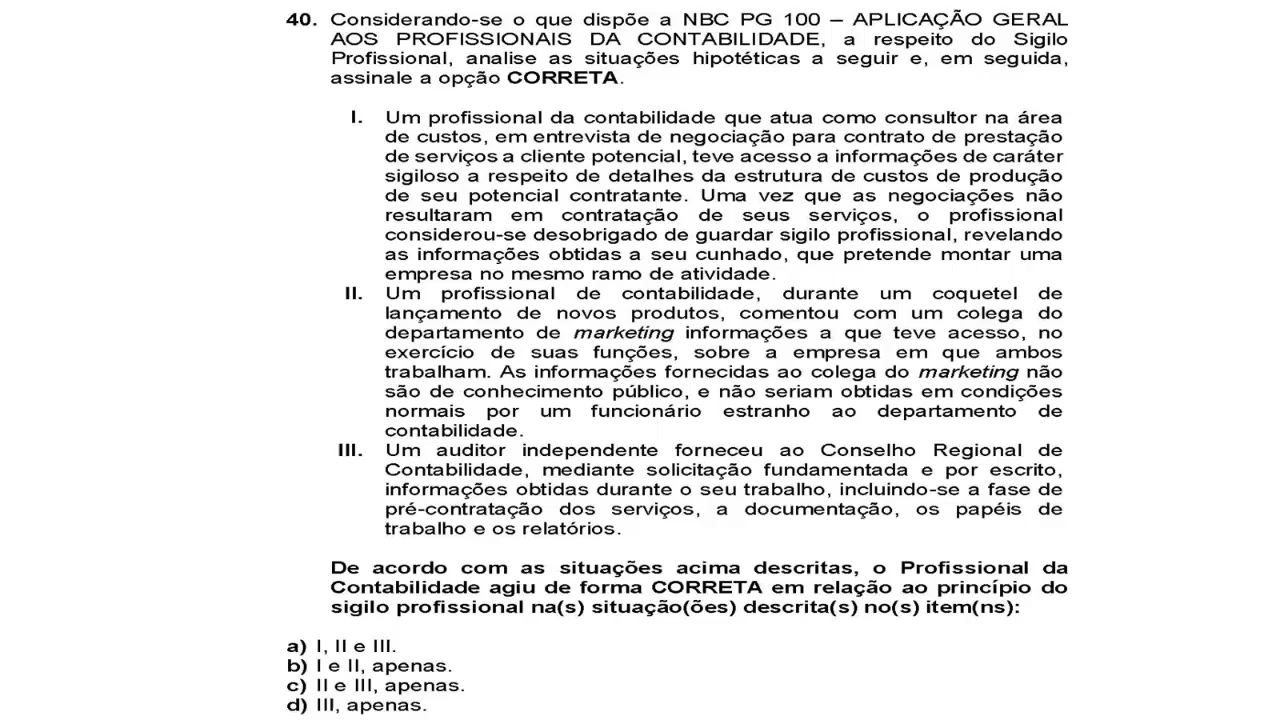 40. Considerando-se o que dispõe a NBC PG 100 – APLICAÇÃO GERAL
AOS PROFISSIONAIS DA CONTABILIDADE, a respeito do Sigilo
Profissional, analise as situações hipotéticas a seguir e, em seguida,
assinale a opção CORRETA.
I. Um profissional da contabilidade que atua como consultor na área
de custos, em entrevista de negociação para contrato de prestação
de serviços a cliente potencial, teve acesso a informações de caráter
sigiloso a respeito de detalhes da estrutura de custos de produção
de seu potencial contratante. Uma vez que as negociações não
resultaram em contratação de seus serviços, o profissional
considerou-se desobrigado de guardar sigilo profissional, revelando
as informações obtidas a seu cunhado, que pretende montar uma
empresa no mesmo ramo de atividade.
II. Um profissional de contabilidade, durante um coquetel de
lançamento de novos produtos, comentou com um colega do
departamento de marketing informações a que teve acesso, no
exercício de suas funções, sobre a empresa em que ambos
trabalham. As informações fornecidas ao colega do marketing não
são de conhecimento público, e não seriam obtidas em condições
normais por um funcionário estranho ao departamento de
contabilidade.
III. Um auditor independente forneceu ao Conselho Regional de
Contabilidade, mediante solicitação fundamentada e por escrito,
informações obtidas durante o seu trabalho, incluindo-se a fase de
pré-contratação dos serviços, a documentação, os papéis de
trabalho e os relatórios.
De acordo com as situações acima descritas, o Profissional da
Contabilidade agiu de forma CORRETA em relação ao princípio do
sigilo profissional na(s) situação(ões) descrita(s) no(s) item(ns):
a) I, II e III.
b) I e II, apenas.
c) II e III, apenas.
d) III, apenas.